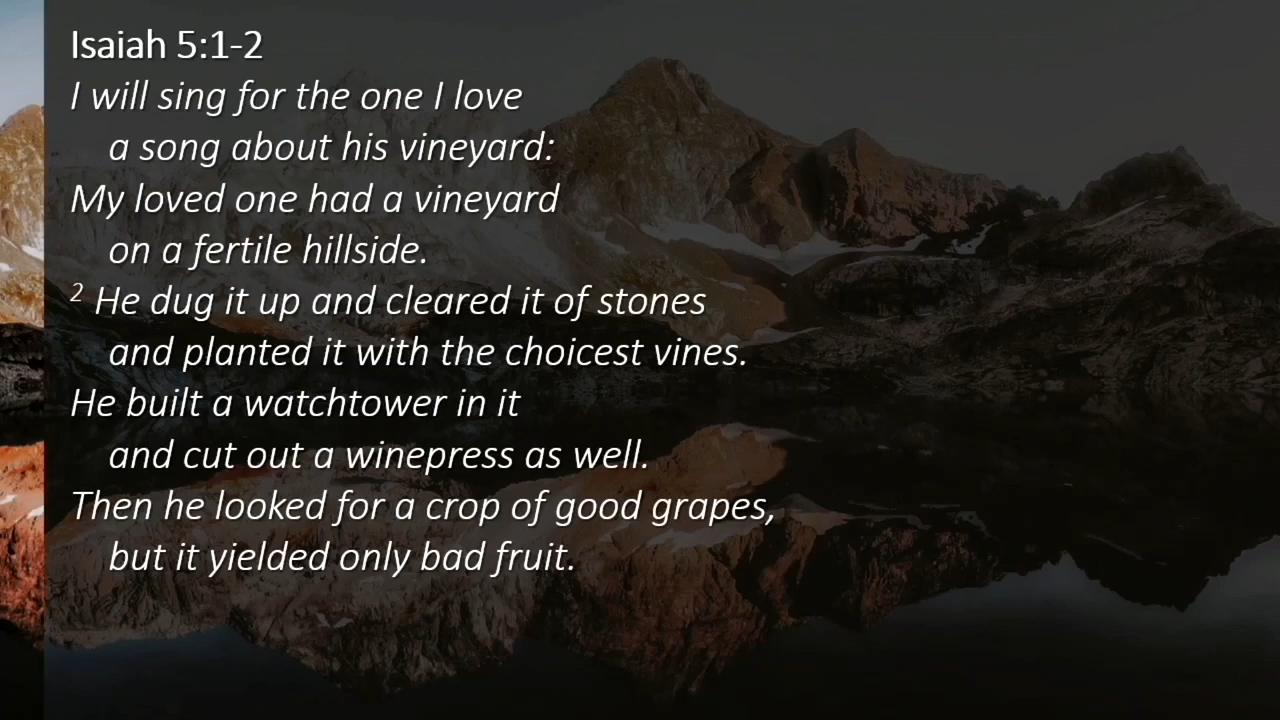 Isaiah 5:1-2
I will sing for the one I love
a song about his vineyard:
My loved one had a vineyard
on a fertile hillside.
2 He dug it up and cleared it of stones
and planted it with the choicest vines.
He built a watchtower in it
and cut out a winepress as well.
Then he looked for a crop of good grapes,
but it yielded only bad fruit.